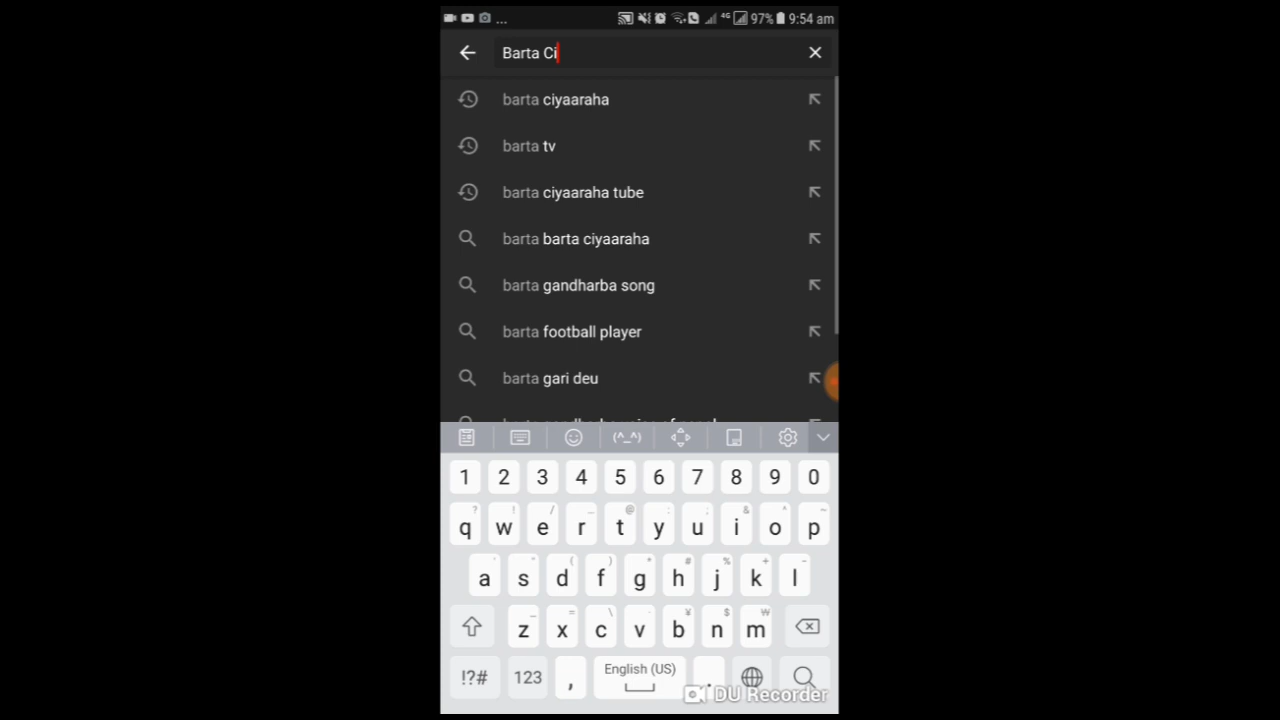 ... 4G 97% 9:54 am
Barta Ci
barta ciyaaraha
barta tv
barta ciyaaraha tube
barta barta ciyaaraha
barta gandharba song
barta football player
barta gari deu
(^_^)
1 2 3 4 5 6 7 8 9 0
q w e r t y u i o p
a s d f g h j k l
z x c v b n m
!?# 123 , English (US) .
DU Recorder